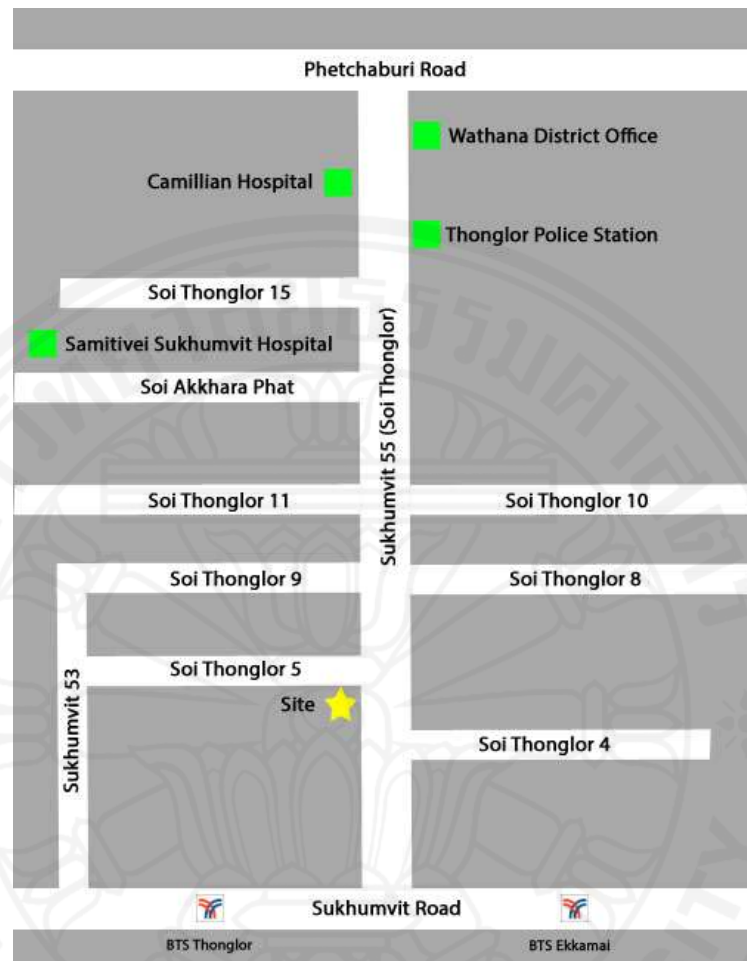 Phetchaburi Road
Wathana District Office
Camillian Hospital
Thonglor Police Station
Soi Thonglor 15
Samitivei Sukhumvit Hospital
Soi Akkhara Phat
Sukhumvit 55 (Soi Thonglor)
Soi Thonglor 11
Soi Thonglor 10
Soi Thonglor 9
Soi Thonglor 8
Soi Thonglor 5
Sukhumvit 53
Site
Soi Thonglor 4
Sukhumvit Road
BTS Thonglor
BTS Ekkamai